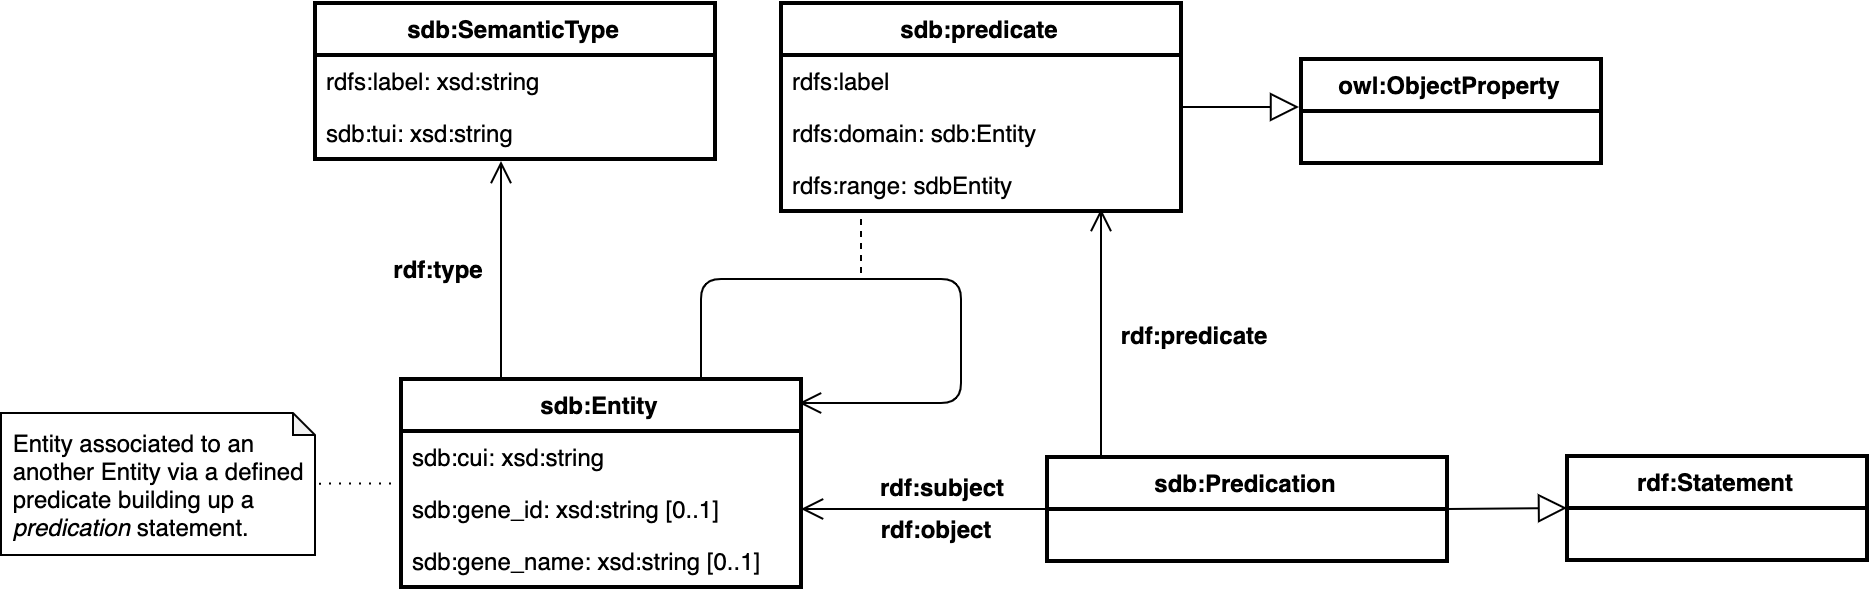 sdb:SemanticType
rdfs:label: xsd:string
sdb:tui: xsd:string
sdb:predicate
rdfs:label
rdfs:domain: sdb:Entity
rdfs:range: sdbEntity
owl:ObjectProperty
rdf:type
rdf:predicate
Entity associated to an
another Entity via a defined
predicate building up a
predication statement.
sdb:Entity
sdb:cui: xsd:string
sdb:gene_id: xsd:string [0..1]
sdb:gene_name: xsd:string [0..1]
rdf:subject
rdf:object
sdb:Predication
rdf:Statement